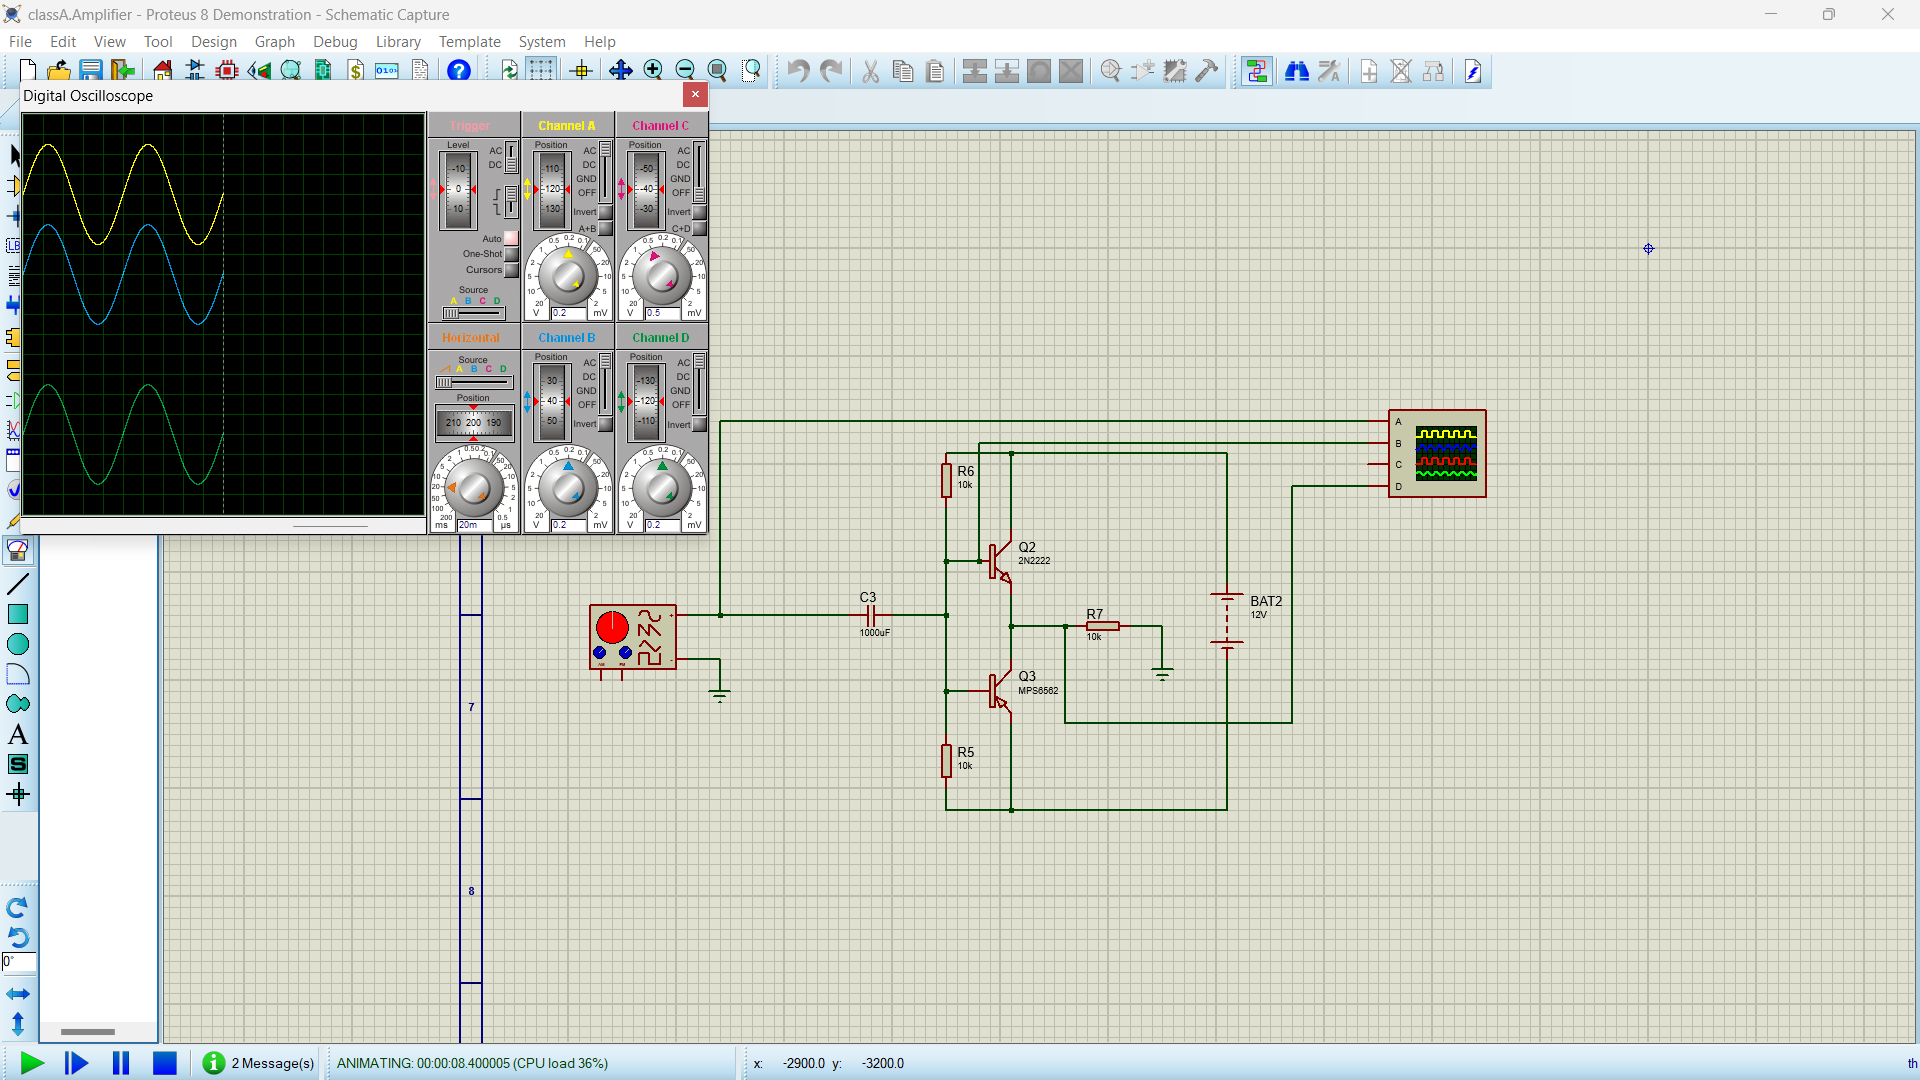 classA.Amplifier - Proteus 8 Demonstration - Schematic Capture
File Edit View Tool Design Graph Debug Library Template System Help
Digital Oscilloscope
Trigger
Level
AC
DC
-10
0
10
Auto
One-Shot
Cursors
Source
A B C D
Channel A
Position
AC
DC
GND
OFF
110
120
130
Invert
A+B
V 0.2 mV
Channel C
Position
AC
DC
GND
OFF
-50
-40
-30
Invert
C+D
V 0.5 mV
Horizontal
Source
A B C D
Position
210 200 190
ms 20m µs
Channel B
Position
AC
DC
GND
OFF
30
40
50
Invert
V 0.2 mV
Channel D
Position
AC
DC
GND
OFF
-130
-120
-110
Invert
V 0.2 mV
A
B
C
D
R6
10k
Q2
2N2222
C3
1000uF
R7
10k
BAT2
12V
Q3
MPS6562
R5
10k
7
8
0°
2 Message(s) ANIMATING: 00:00:08.400005 (CPU load 36%) x: -2900.0 y: -3200.0 th